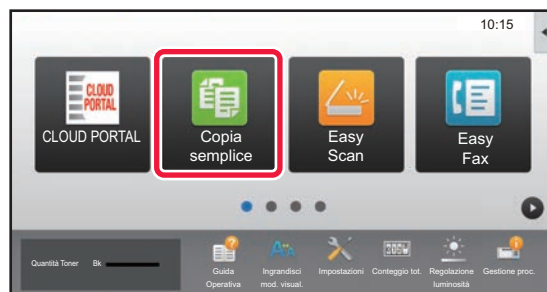 10:15
CLOUD
PORTAL
CLOUD PORTAL
Copia
semplice
Easy
Scan
Easy
Fax
Quantità Toner Bk
Guida
Operativa
Ingrandisci
mod. visual.
Impostazioni
Conteggio tot.
Regolazione
luminosità
Gestione proc.